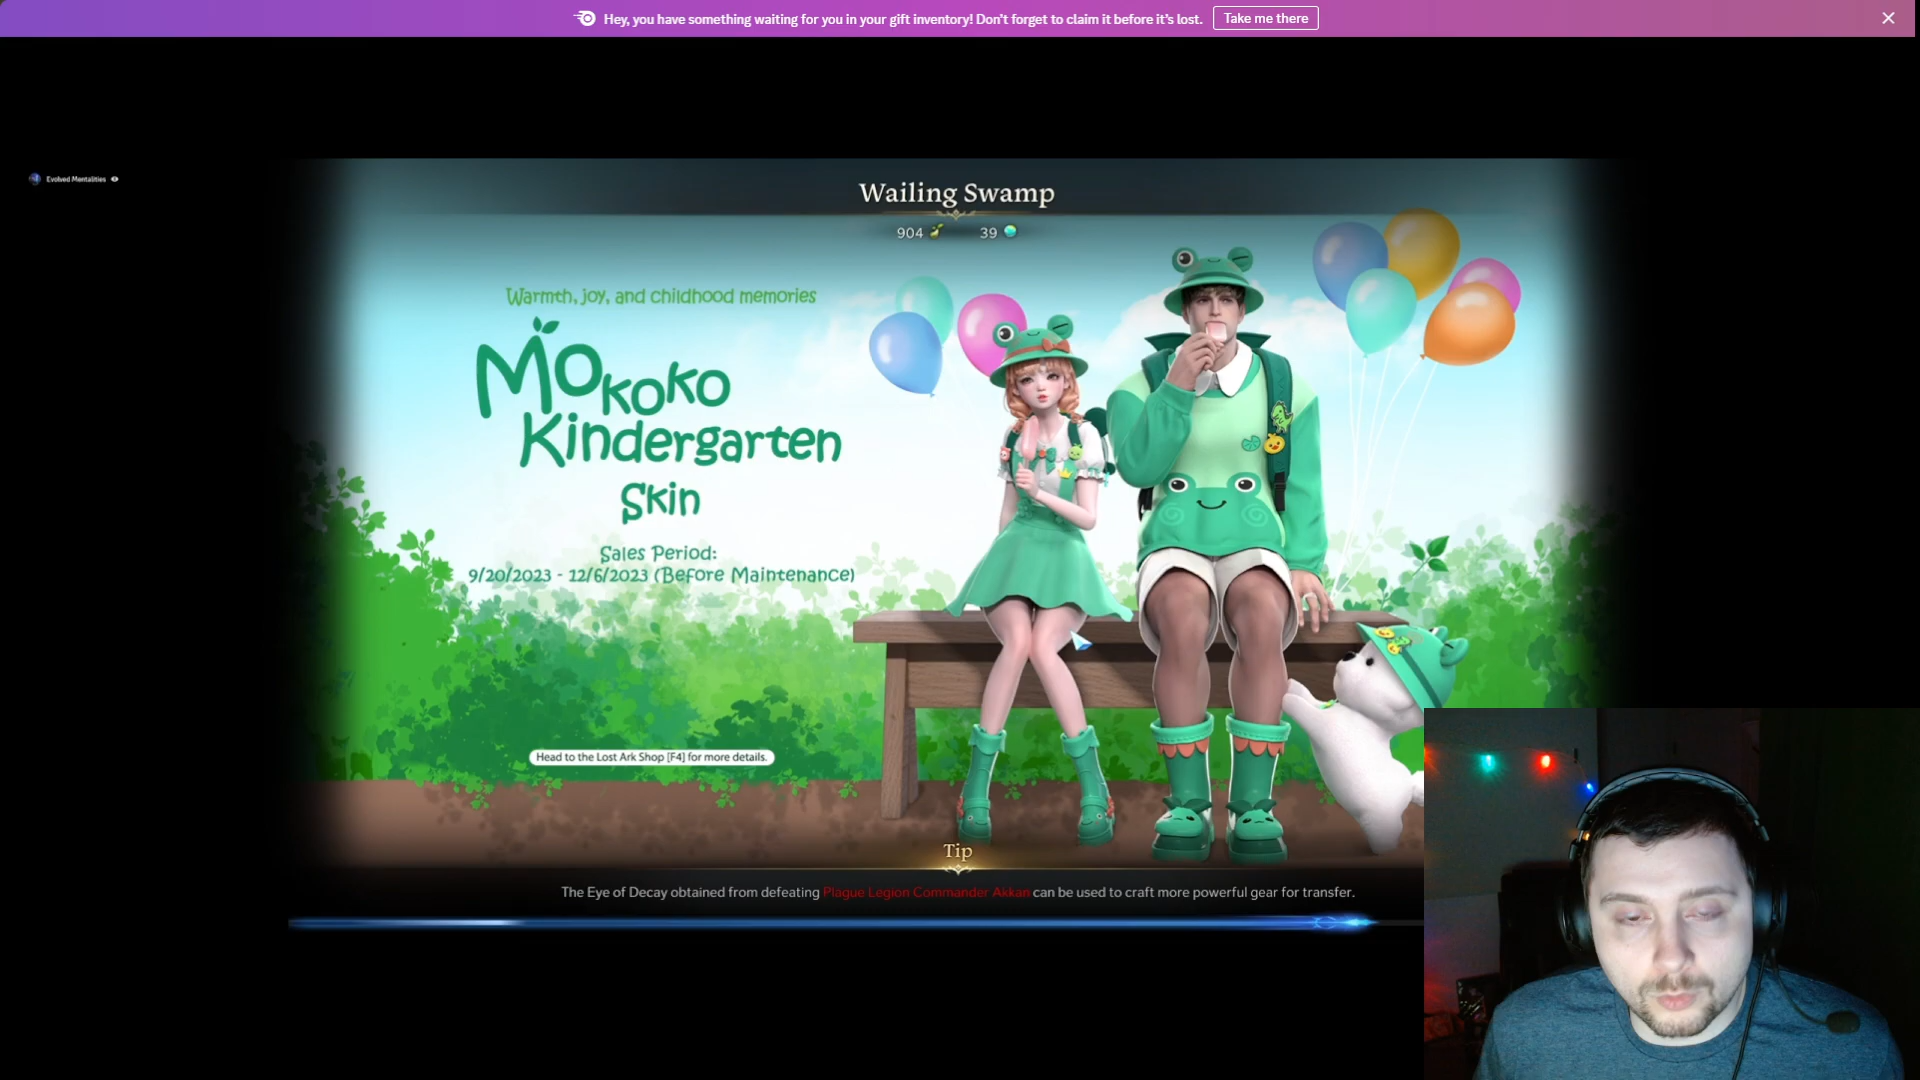 Hey, you have something waiting for you in your gift inventory! Don't forget to claim it before it's lost. Take me there
Evolved Mentalities
Wailing Swamp
904 39
Warmth, joy, and childhood memories
Mokoko
Kindergarten
Skin
Sales Period:
9/20/2023 - 12/6/2023 (Before Maintenance)
Head to the Lost Ark Shop [F4] for more details.
Tip
The Eye of Decay obtained from defeating Plague Legion Commander Akkan can be used to craft more powerful gear for transfer.